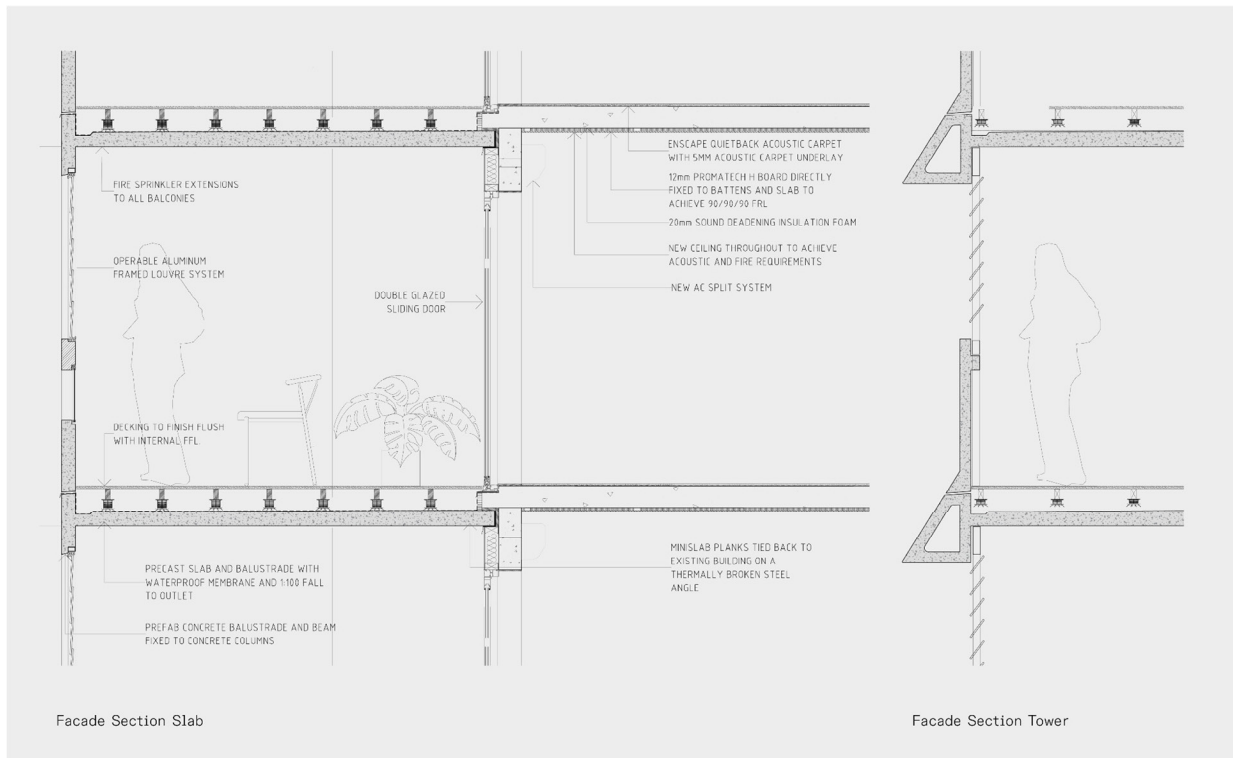 FIRE SPRINKLER EXTENSIONS
TO ALL BALCONIES
OPERABLE ALUMINUM
FRAMED LOUVRE SYSTEM
DOUBLE GLAZED
SLIDING DOOR
DECKING TO FINISH FLUSH
WITH INTERNAL FFL
PRECAST SLAB AND BALUSTRADE WITH
WATERPROOF MEMBRANE AND 1:100 FALL
TO OUTLET
PREFAB CONCRETE BALUSTRADE AND BEAM
FIXED TO CONCRETE COLUMNS
ENSCAPE QUIETBACK ACOUSTIC CARPET
WITH 5MM ACOUSTIC CARPET UNDERLAY
12mm PROMATECH H BOARD DIRECTLY
FIXED TO BATTENS AND SLAB TO
ACHIEVE 90/90/90 FRL
20mm SOUND DEADENING INSULATION FOAM
NEW CEILING THROUGHOUT TO ACHIEVE
ACOUSTIC AND FIRE REQUIREMENTS
NEW AC SPLIT SYSTEM
MINISLAB PLANKS TIED BACK TO
EXISTING BUILDING ON A
THERMALLY BROKEN STEEL
ANGLE
Facade Section Slab
Facade Section Tower